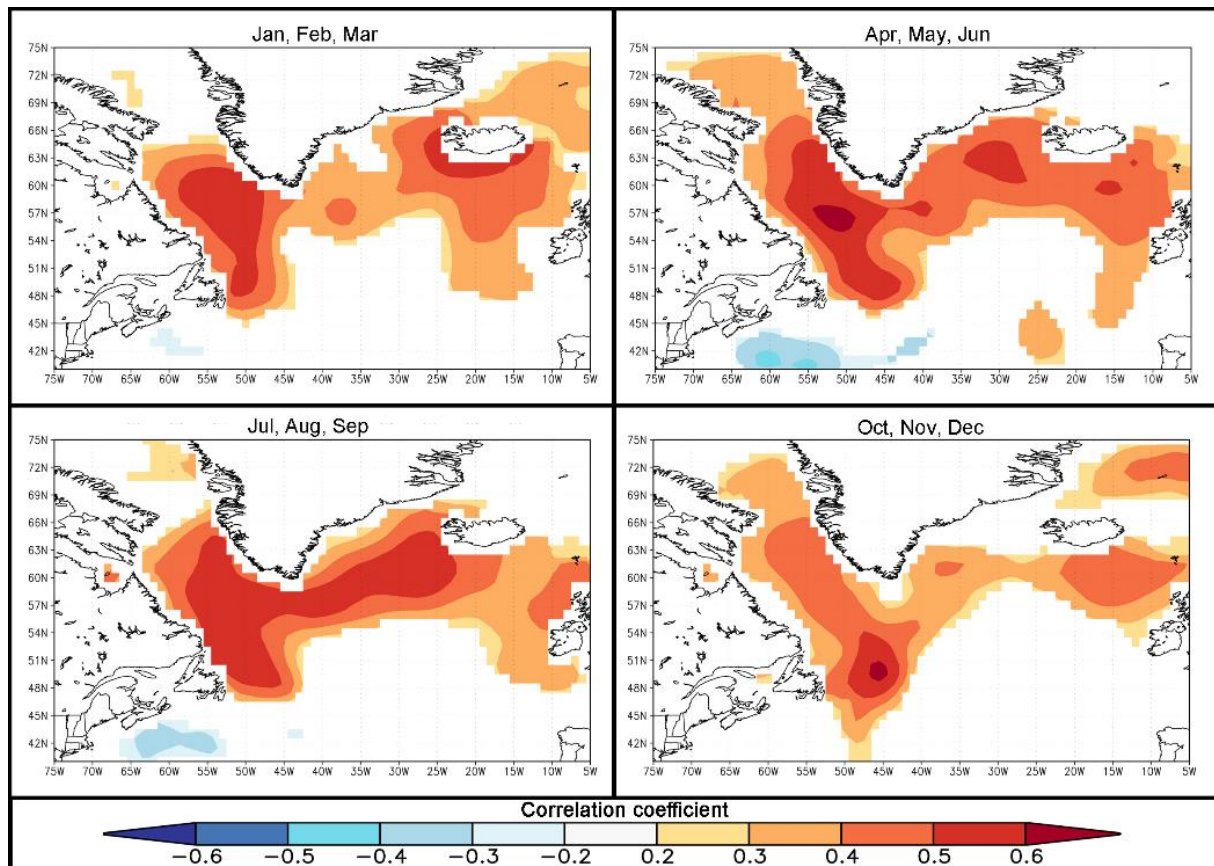 Jan, Feb, Mar
75N
72N
69N
66N
63N
60N
57N
54N
51N
48N
45N
42N
75W 70W 65W 60W 55W 50W 45W 40W 35W 30W 25W 20W 15W 10W 5W
Apr, May, Jun
75N
72N
69N
66N
63N
60N
57N
54N
51N
48N
45N
42N
75W 70W 65W 60W 55W 50W 45W 40W 35W 30W 25W 20W 15W 10W 5W
Jul, Aug, Sep
75N
72N
69N
66N
63N
60N
57N
54N
51N
48N
45N
42N
75W 70W 65W 60W 55W 50W 45W 40W 35W 30W 25W 20W 15W 10W 5W
Oct, Nov, Dec
75N
72N
69N
66N
63N
60N
57N
54N
51N
48N
45N
42N
75W 70W 65W 60W 55W 50W 45W 40W 35W 30W 25W 20W 15W 10W 5W
Correlation coefficient
−0.6 −0.5 −0.4 −0.3 −0.2 0.2 0.3 0.4 0.5 0.6